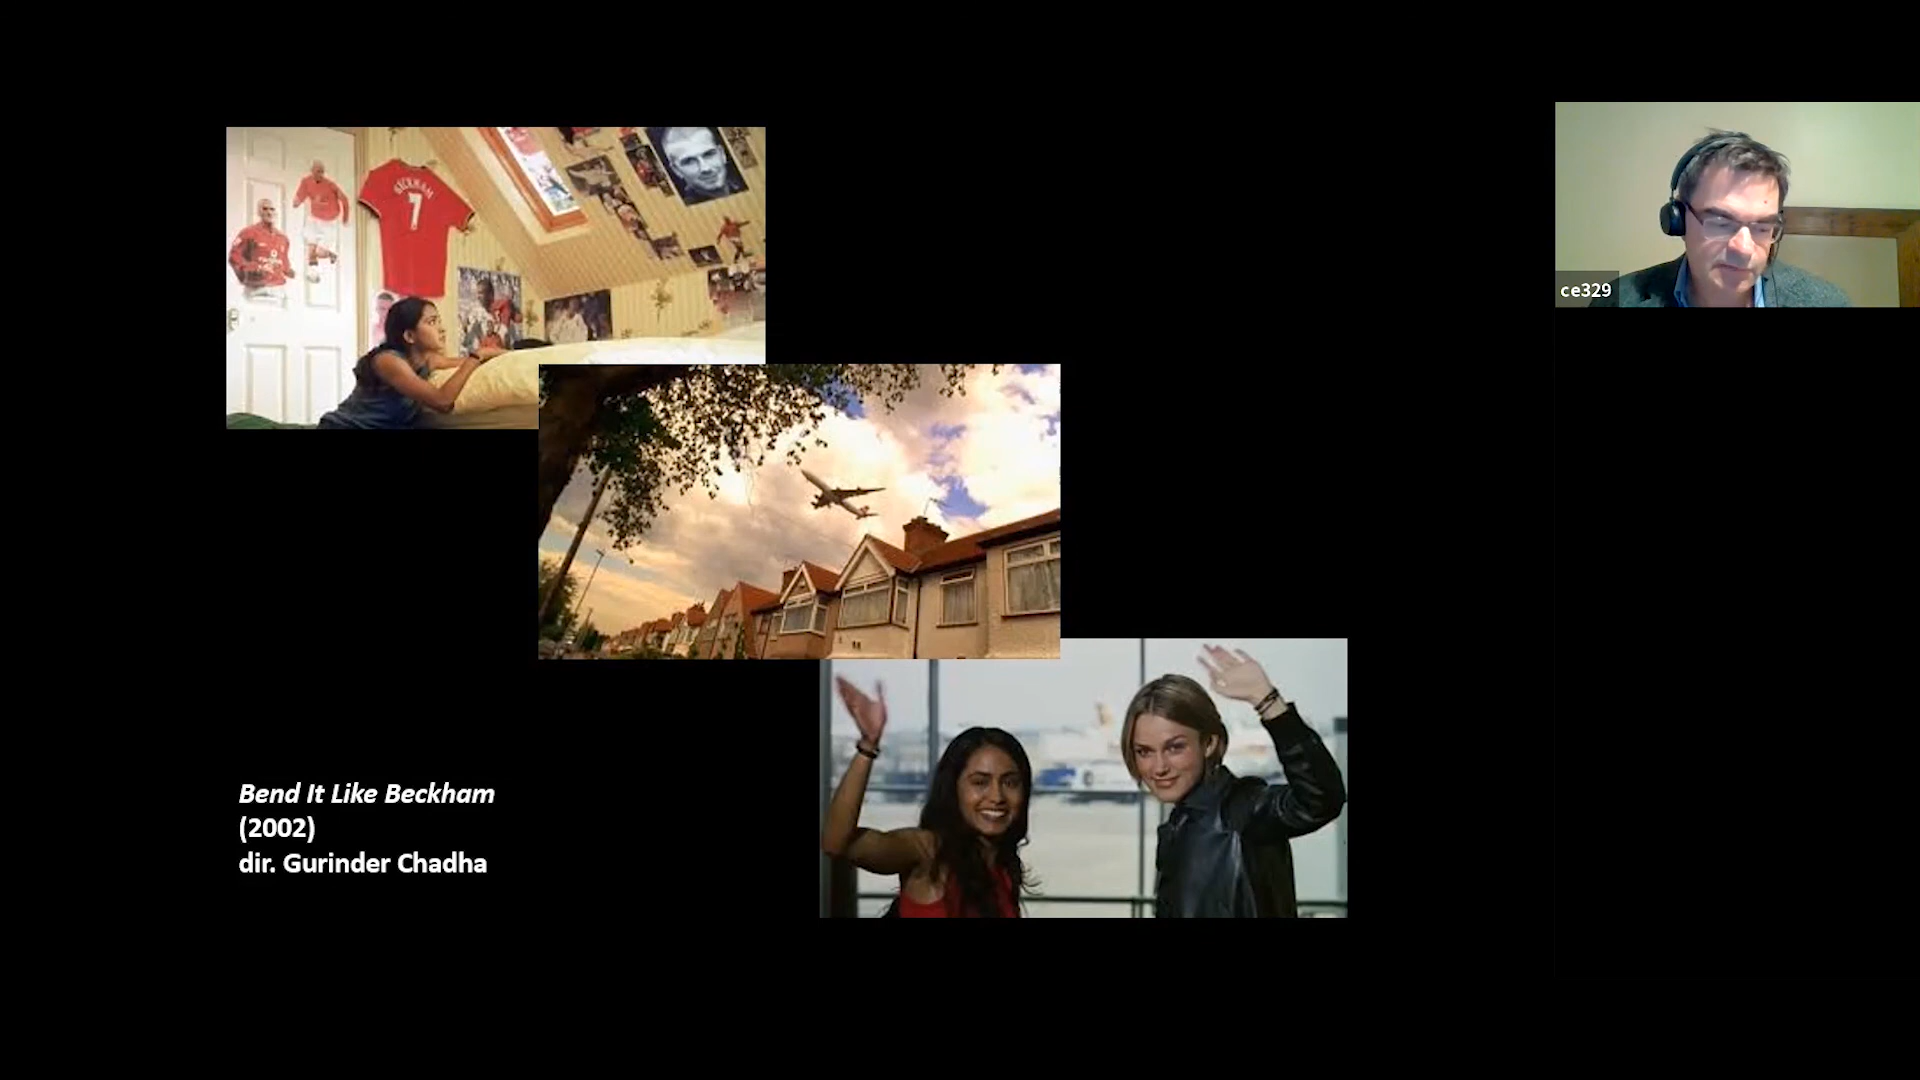 BECKHAM
7
ce329
Bend It Like Beckham
(2002)
dir. Gurinder Chadha